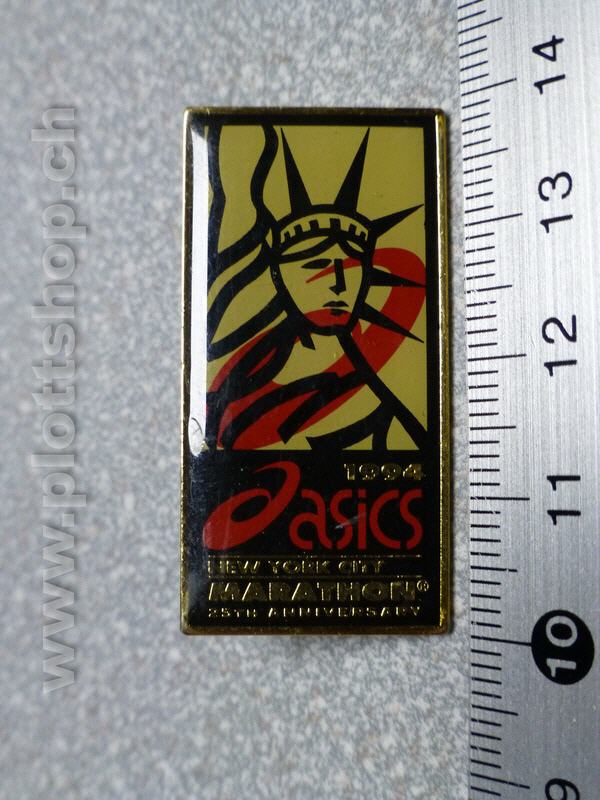 1994
asics
NEW YORK CITY
MARATHON®
25TH ANNIVERSARY
14
13
12
11
10
9
www.plottshop.ch